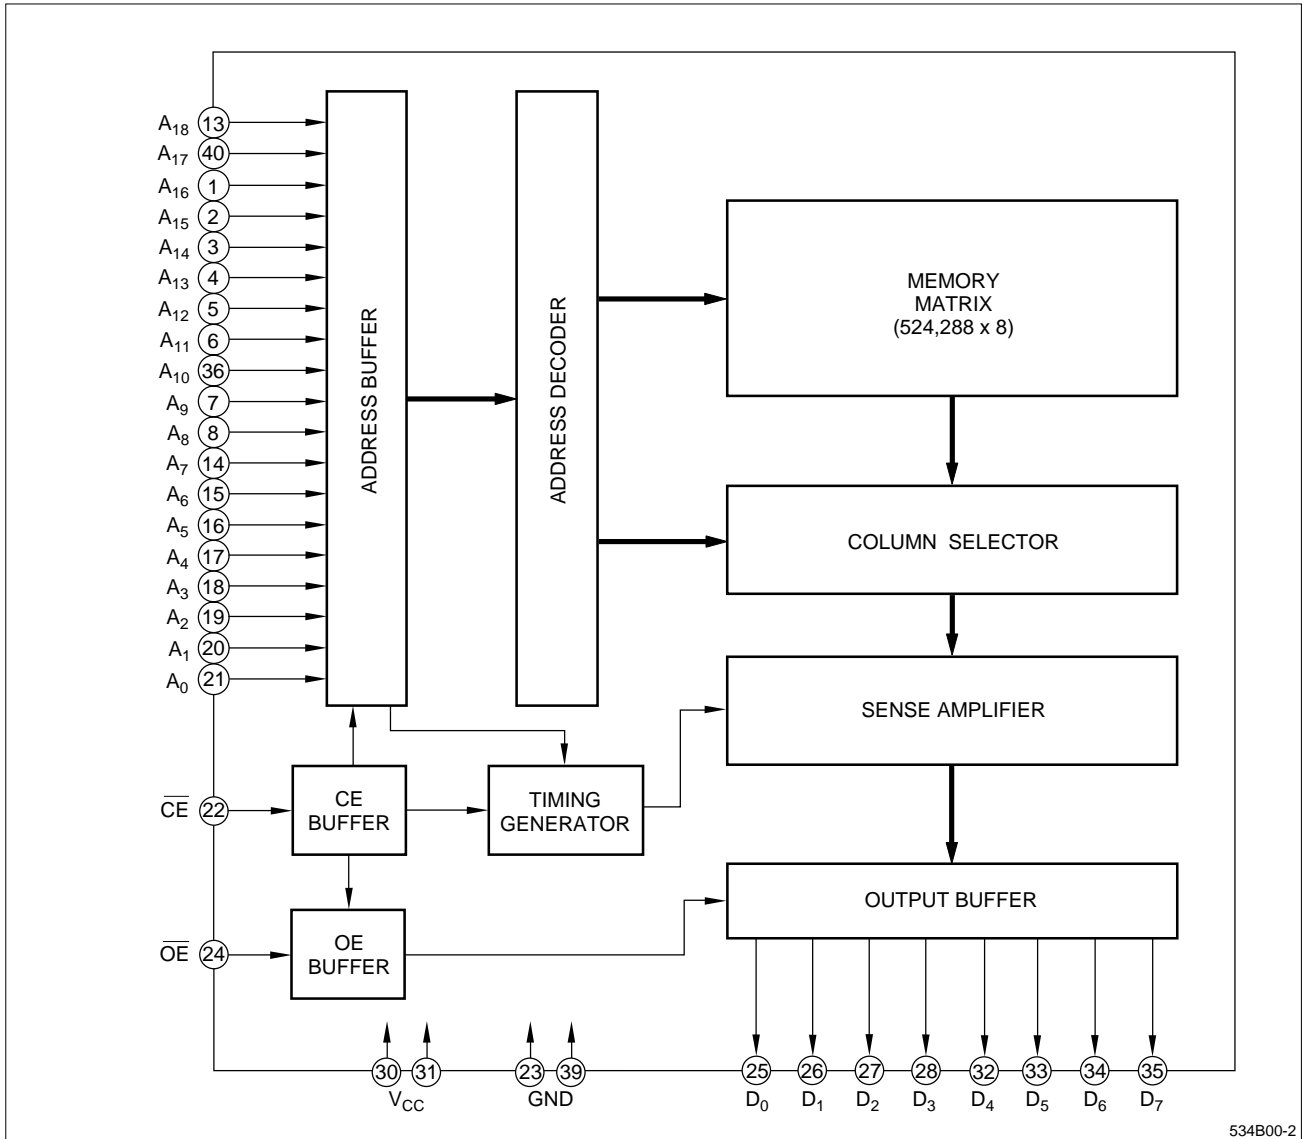 A18 13
A17 40
A16 1
A15 2
A14 3
A13 4
A12 5
A11 6
A10 36
A9 7
A8 8
A7 14
A6 15
A5 16
A4 17
A3 18
A2 19
A1 20
A0 21
CE 22
OE 24
ADDRESS BUFFER
ADDRESS DECODER
MEMORY
MATRIX
(524,288 x 8)
COLUMN SELECTOR
SENSE AMPLIFIER
CE
BUFFER
TIMING
GENERATOR
OE
BUFFER
OUTPUT BUFFER
30 31 23 39 25 26 27 28 32 33 34 35
VCC GND D0 D1 D2 D3 D4 D5 D6 D7
534B00-2